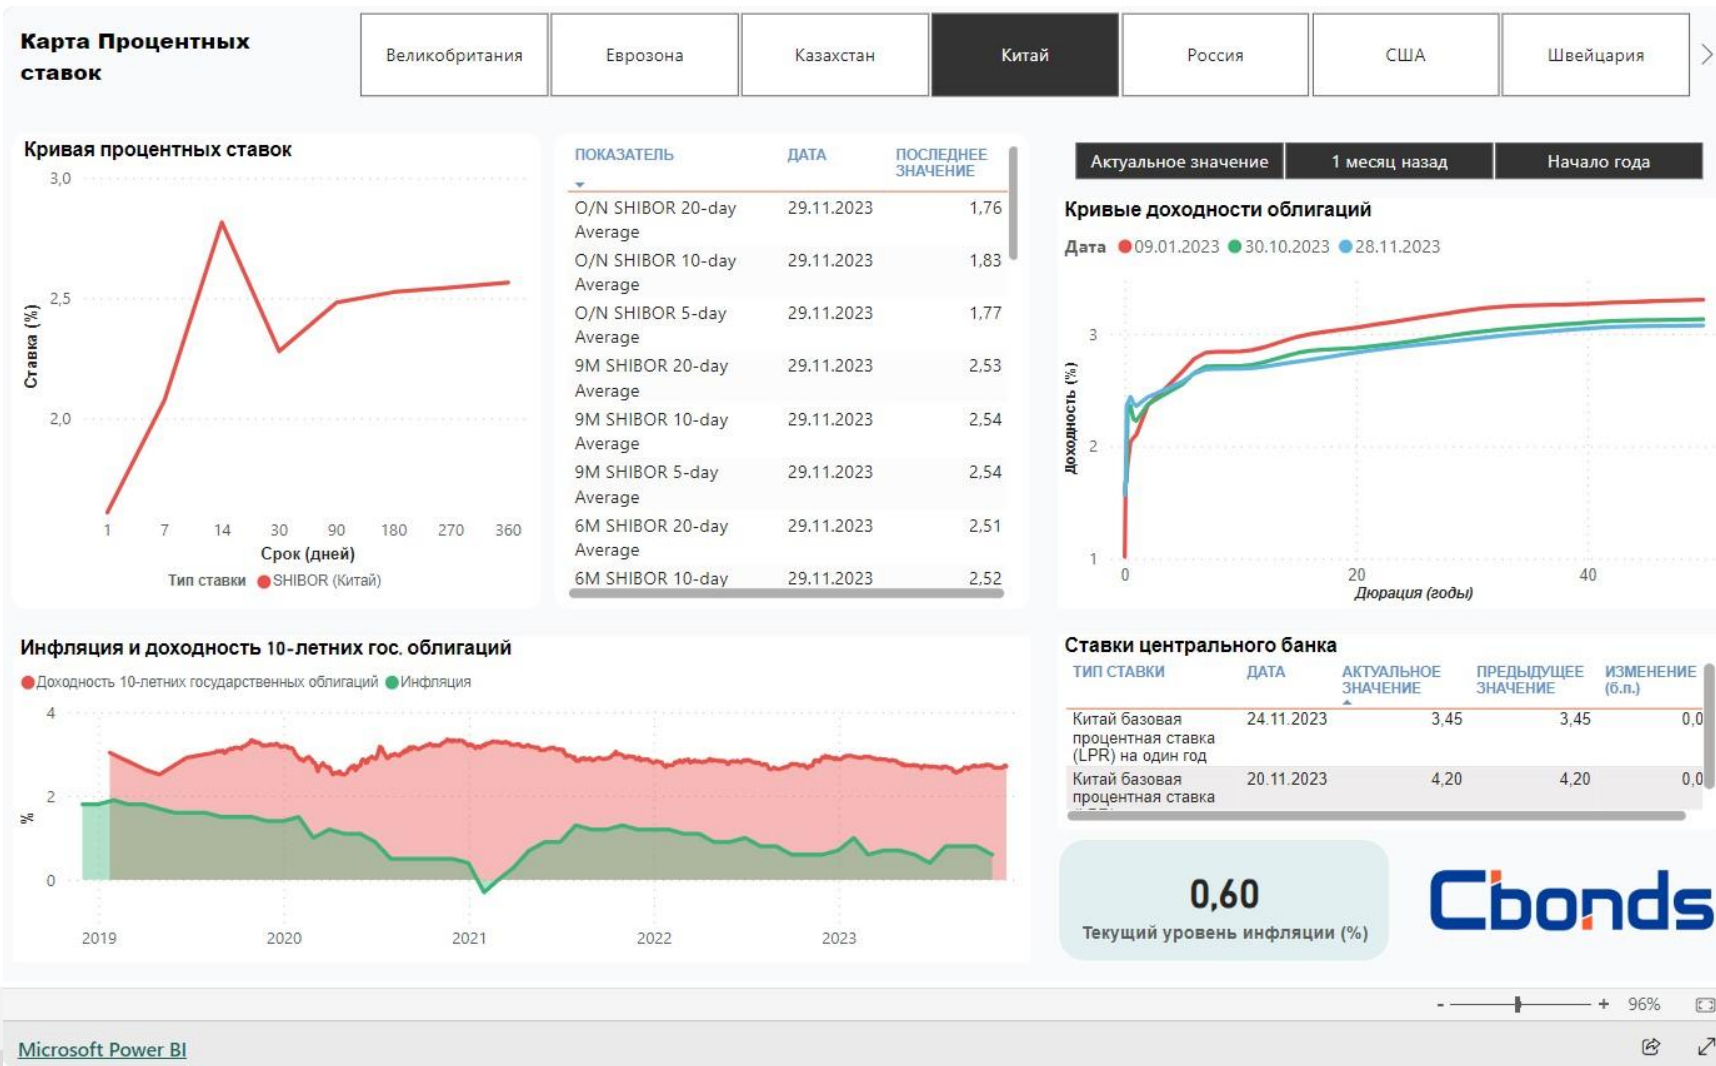 Карта Процентных
ставок
Великобритания
Еврозона
Казахстан
Китай
Россия
США
Швейцария
Кривая процентных ставок
3,0
2,5
2,0
Ставка (%)
1 7 14 30 90 180 270 360
Срок (дней)
Тип ставки SHIBOR (Китай)
ПОКАЗАТЕЛЬ ДАТА ПОСЛЕДНЕЕ
ЗНАЧЕНИЕ
O/N SHIBOR 20-day 29.11.2023 1,76
Average
O/N SHIBOR 10-day 29.11.2023 1,83
Average
O/N SHIBOR 5-day 29.11.2023 1,77
Average
9M SHIBOR 20-day 29.11.2023 2,53
Average
9M SHIBOR 10-day 29.11.2023 2,54
Average
9M SHIBOR 5-day 29.11.2023 2,54
Average
6M SHIBOR 20-day 29.11.2023 2,51
Average
6M SHIBOR 10-day 29.11.2023 2,52
Актуальное значение
1 месяц назад
Начало года
Кривые доходности облигаций
Дата 09.01.2023 30.10.2023 28.11.2023
3
2
1
Доходность (%)
0 20 40
Дюрация (годы)
Инфляция и доходность 10-летних гос. облигаций
Доходность 10-летних государственных облигаций Инфляция
4
2
0
%
2019 2020 2021 2022 2023
Ставки центрального банка
ТИП СТАВКИ ДАТА АКТУАЛЬНОЕ ПРЕДЫДУЩЕЕ ИЗМЕНЕНИЕ
ЗНАЧЕНИЕ ЗНАЧЕНИЕ (б.п.)
Китай базовая 24.11.2023 3,45 3,45 0,0
процентная ставка
(LPR) на один год
Китай базовая 20.11.2023 4,20 4,20 0,0
процентная ставка
0,60
Текущий уровень инфляции (%)
Cbonds
- + 96%
Microsoft Power BI